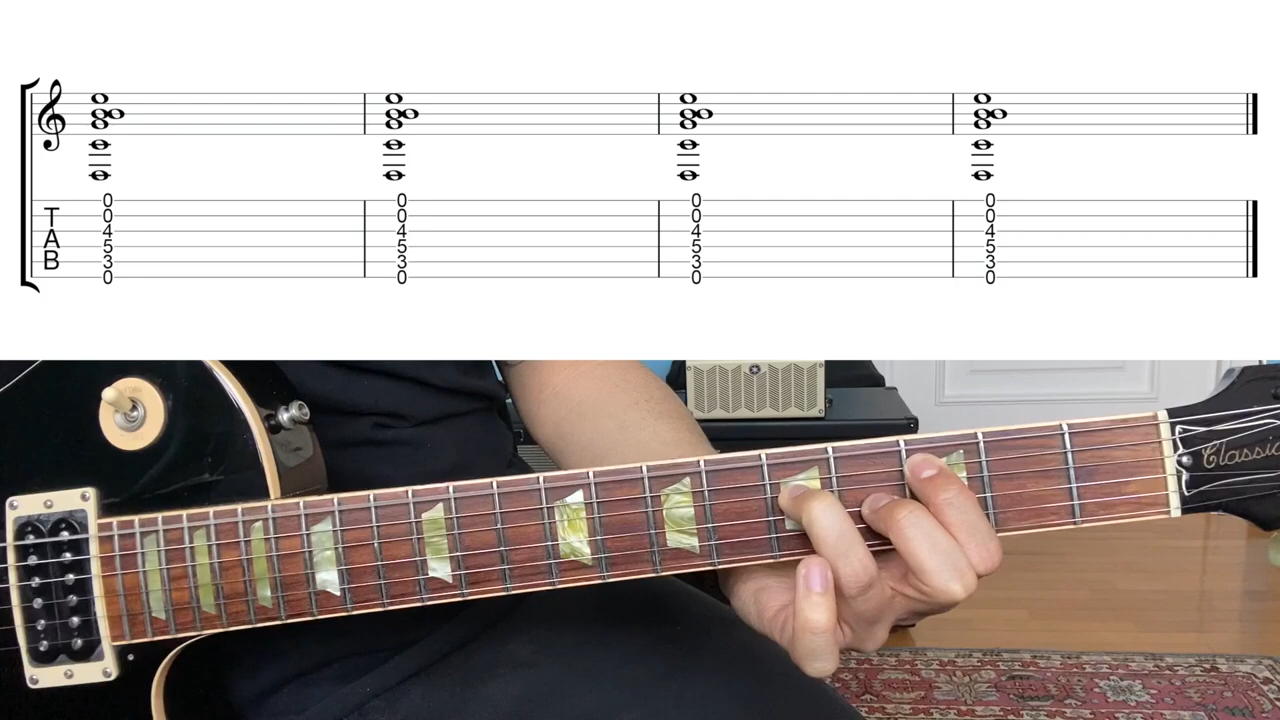 0 0 0 0
T 0 0 0 0
4 4 4 4
A 5 5 5 5
B 3 3 3 3
0 0 0 0
Classic